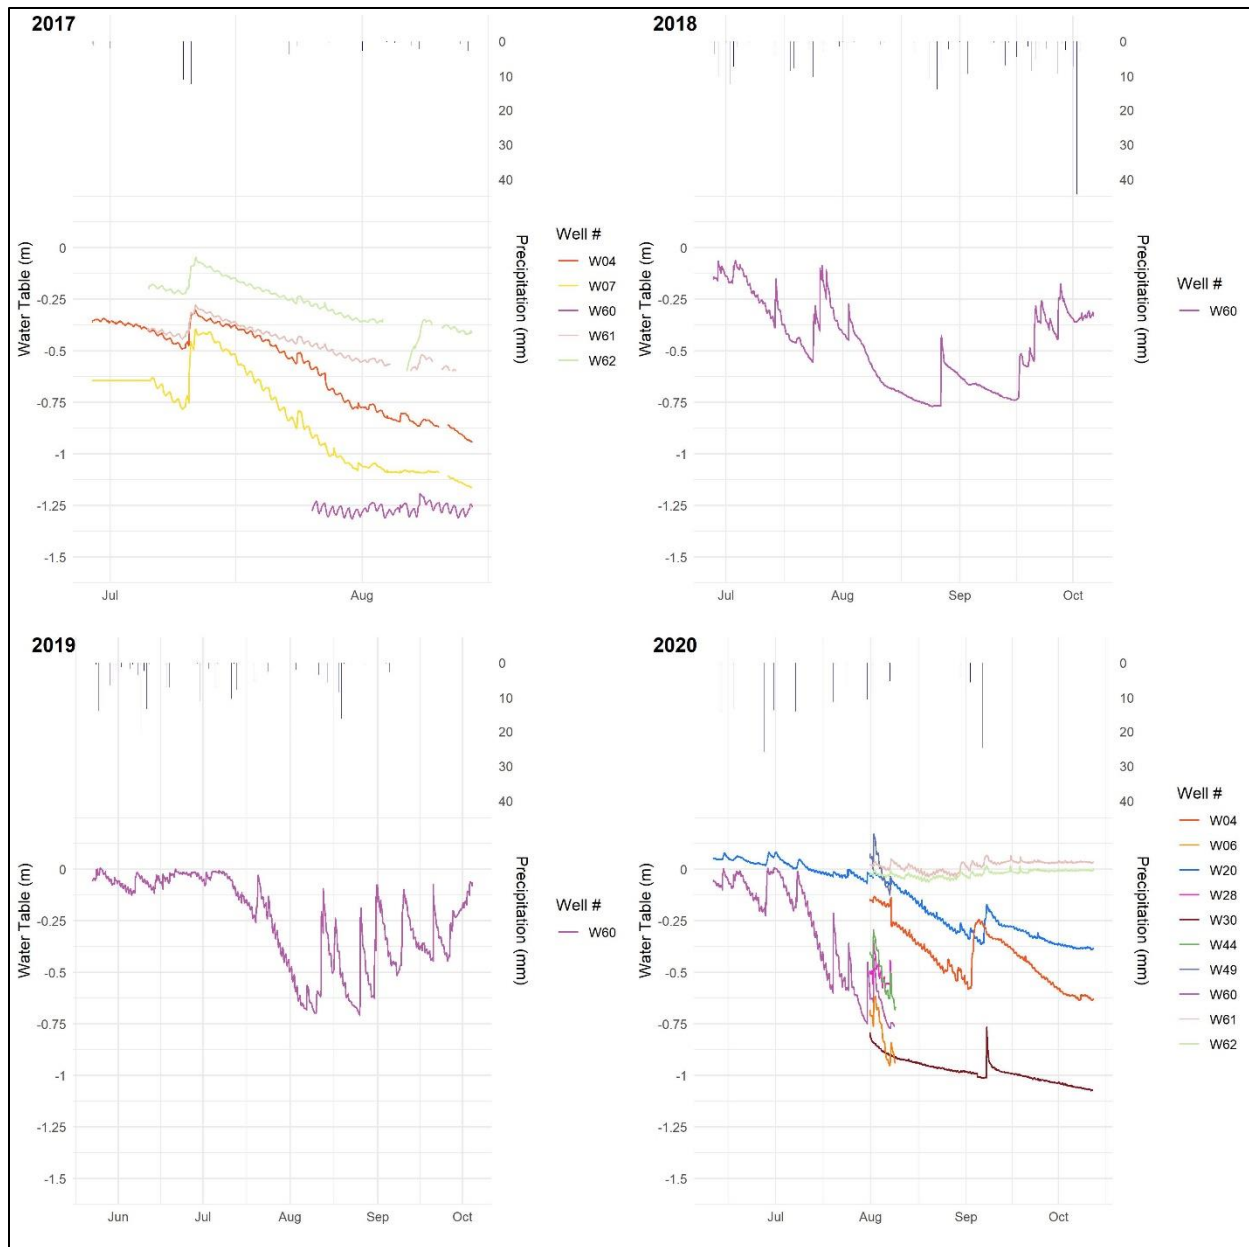 2017
0
10
20
30
40
Water Table (m)
0
-0.25
-0.5
-0.75
-1
-1.25
-1.5
Precipitation (mm)
Jul
Aug
Well #
W04
W07
W60
W61
W62
2018
0
10
20
30
40
Water Table (m)
0
-0.25
-0.5
-0.75
-1
-1.25
-1.5
Precipitation (mm)
Jul
Aug
Sep
Oct
Well #
W60
2019
0
10
20
30
40
Water Table (m)
0
-0.25
-0.5
-0.75
-1
-1.25
-1.5
Precipitation (mm)
Jun
Jul
Aug
Sep
Oct
Well #
W60
2020
0
10
20
30
40
Water Table (m)
0
-0.25
-0.5
-0.75
-1
-1.25
-1.5
Precipitation (mm)
Jul
Aug
Sep
Oct
Well #
W04
W06
W20
W28
W30
W44
W49
W60
W61
W62